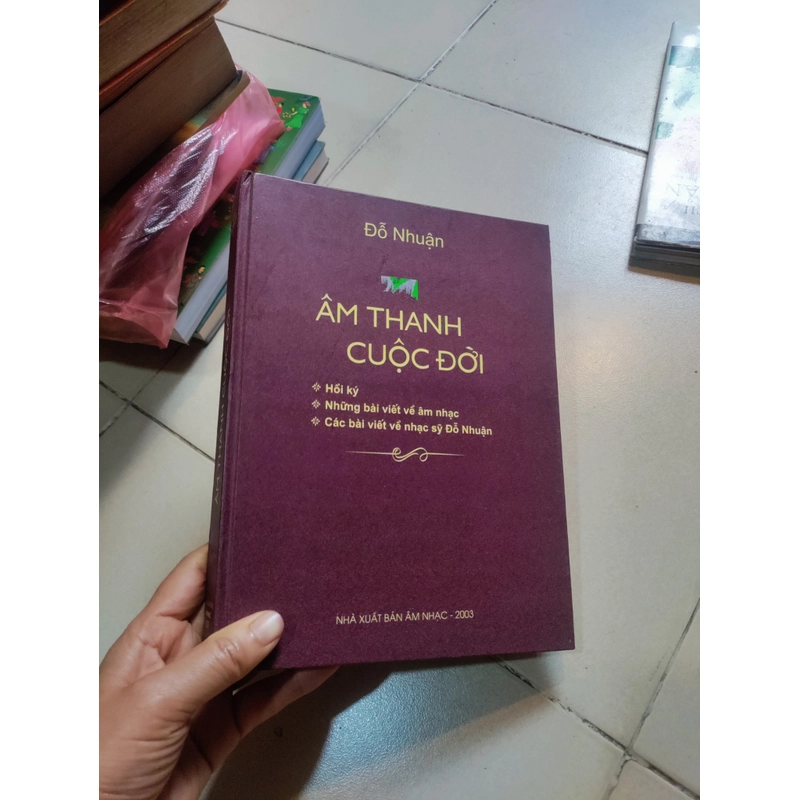 Đỗ Nhuận
ÂM THANH
CUỘC ĐỜI
Hồi ký
Những bài viết về âm nhạc
Các bài viết về nhạc sỹ Đỗ Nhuận
NHÀ XUẤT BẢN ÂM NHẠC - 2003